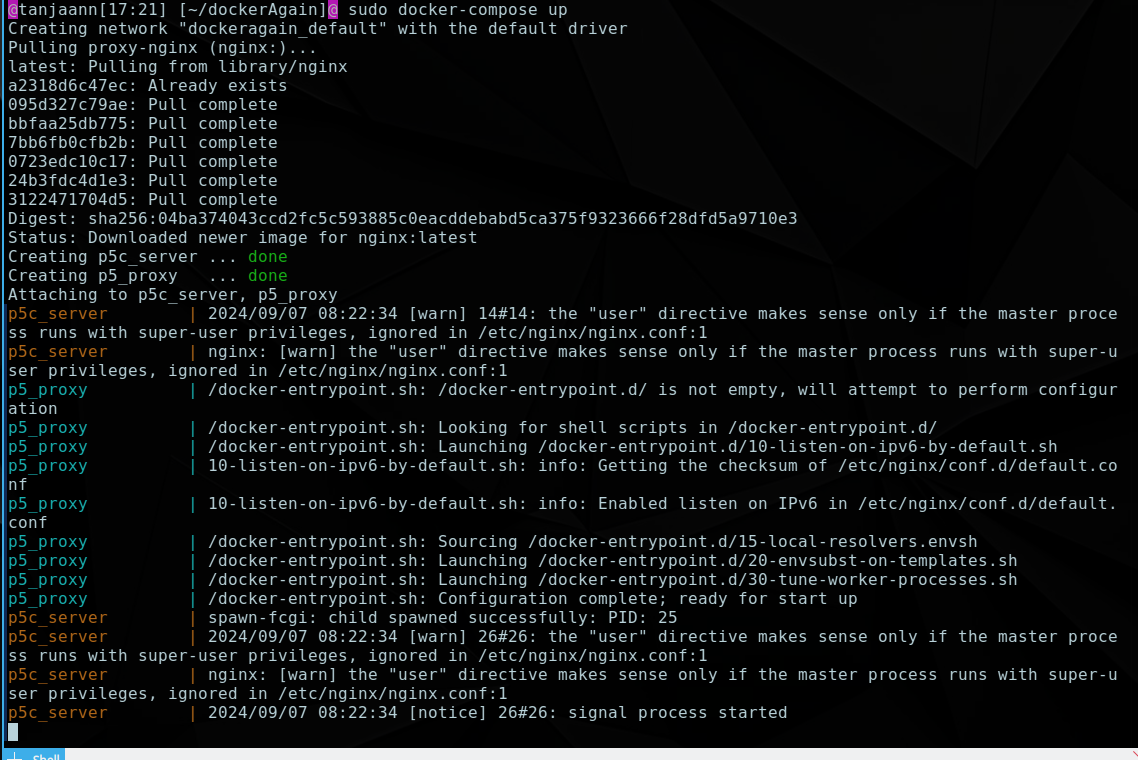 @tanjaann[17:21] [~/dockerAgain]@ sudo docker-compose up
Creating network "dockeragain_default" with the default driver
Pulling proxy-nginx (nginx:)...
latest: Pulling from library/nginx
a2318d6c47ec: Already exists
095d327c79ae: Pull complete
bbfaa25db775: Pull complete
7bb6fb0cfb2b: Pull complete
0723edc10c17: Pull complete
24b3fdc4d1e3: Pull complete
3122471704d5: Pull complete
Digest: sha256:04ba374043ccd2fc5c593885c0eacddebabd5ca375f9323666f28dfd5a9710e3
Status: Downloaded newer image for nginx:latest
Creating p5c_server ... done
Creating p5_proxy   ... done
Attaching to p5c_server, p5_proxy
p5c_server        | 2024/09/07 08:22:34 [warn] 14#14: the "user" directive makes sense only if the master proce
ss runs with super-user privileges, ignored in /etc/nginx/nginx.conf:1
p5c_server        | nginx: [warn] the "user" directive makes sense only if the master process runs with super-u
ser privileges, ignored in /etc/nginx/nginx.conf:1
p5_proxy          | /docker-entrypoint.sh: /docker-entrypoint.d/ is not empty, will attempt to perform configur
ation
p5_proxy          | /docker-entrypoint.sh: Looking for shell scripts in /docker-entrypoint.d/
p5_proxy          | /docker-entrypoint.sh: Launching /docker-entrypoint.d/10-listen-on-ipv6-by-default.sh
p5_proxy          | 10-listen-on-ipv6-by-default.sh: info: Getting the checksum of /etc/nginx/conf.d/default.co
nf
p5_proxy          | 10-listen-on-ipv6-by-default.sh: info: Enabled listen on IPv6 in /etc/nginx/conf.d/default.
conf
p5_proxy          | /docker-entrypoint.sh: Sourcing /docker-entrypoint.d/15-local-resolvers.envsh
p5_proxy          | /docker-entrypoint.sh: Launching /docker-entrypoint.d/20-envsubst-on-templates.sh
p5_proxy          | /docker-entrypoint.sh: Launching /docker-entrypoint.d/30-tune-worker-processes.sh
p5_proxy          | /docker-entrypoint.sh: Configuration complete; ready for start up
p5c_server        | spawn-fcgi: child spawned successfully: PID: 25
p5c_server        | 2024/09/07 08:22:34 [warn] 26#26: the "user" directive makes sense only if the master proce
ss runs with super-user privileges, ignored in /etc/nginx/nginx.conf:1
p5c_server        | nginx: [warn] the "user" directive makes sense only if the master process runs with super-u
ser privileges, ignored in /etc/nginx/nginx.conf:1
p5c_server        | 2024/09/07 08:22:34 [notice] 26#26: signal process started
Shell